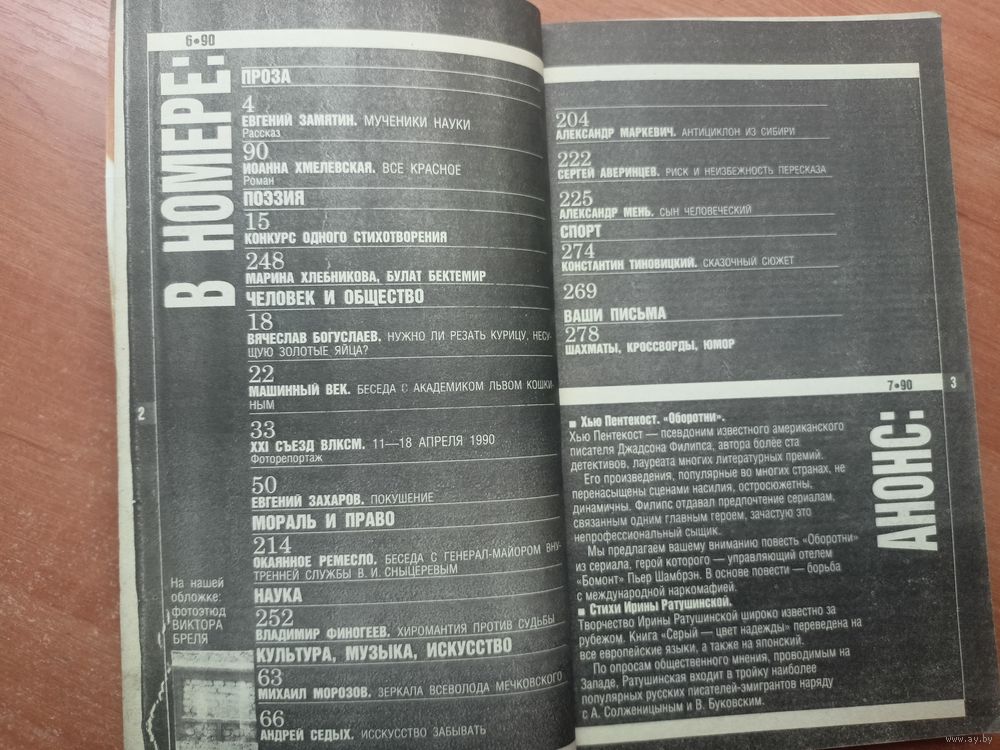 6•90
В НОМЕРЕ:
ПРОЗА
4
ЕВГЕНИЙ ЗАМЯТИН. МУЧЕНИКИ НАУКИ
Рассказ
90
ИОАННА ХМЕЛЕВСКАЯ. ВСЕ КРАСНОЕ
Роман
ПОЭЗИЯ
15
КОНКУРС ОДНОГО СТИХОТВОРЕНИЯ
248
МАРИНА ХЛЕБНИКОВА, БУЛАТ БЕКТЕМИР
ЧЕЛОВЕК И ОБЩЕСТВО
18
ВЯЧЕСЛАВ БОГУСЛАЕВ. НУЖНО ЛИ РЕЗАТЬ КУРИЦУ, НЕСУ-
ЩУЮ ЗОЛОТЫЕ ЯЙЦА?
22
МАШИННЫЙ ВЕК. БЕСЕДА С АКАДЕМИКОМ ЛЬВОМ КОШКИ-
НЫМ
33
XXI СЪЕЗД ВЛКСМ. 11—18 АПРЕЛЯ 1990
Фоторепортаж
50
ЕВГЕНИЙ ЗАХАРОВ. ПОКУШЕНИЕ
МОРАЛЬ И ПРАВО
214
ОКАЯННОЕ РЕМЕСЛО. БЕСЕДА С ГЕНЕРАЛ-МАЙОРОМ ВНУ-
ТРЕННЕЙ СЛУЖБЫ В. И. СНЫЦЕРЕВЫМ
НАУКА
252
ВЛАДИМИР ФИНОГЕЕВ. ХИРОМАНТИЯ ПРОТИВ СУДЬБЫ
КУЛЬТУРА, МУЗЫКА, ИСКУССТВО
63
МИХАИЛ МОРОЗОВ. ЗЕРКАЛА ВСЕВОЛОДА МЕЧКОВСКОГО
66
АНДРЕЙ СЕДЫХ. ИСССКУСТВО ЗАБЫВАТЬ
2
На нашей
обложке:
фотоэтюд
ВИКТОРА
БРЕЛЯ
204
АЛЕКСАНДР МАРКЕВИЧ. АНТИЦИКЛОН ИЗ СИБИРИ
222
СЕРГЕЙ АВЕРИНЦЕВ. РИСК И НЕИЗБЕЖНОСТЬ ПЕРЕСКАЗА
225
АЛЕКСАНДР МЕНЬ. СЫН ЧЕЛОВЕЧЕСКИЙ
СПОРТ
274
КОНСТАНТИН ТИНОВИЦКИЙ. СКАЗОЧНЫЙ СЮЖЕТ
269
ВАШИ ПИСЬМА
278
ШАХМАТЫ, КРОССВОРДЫ, ЮМОР
7•90
3
АНОНС:
■ Хью Пентекост. «Оборотни».
Хью Пентекост — псевдоним известного американского
писателя Джадсона Филипса, автора более ста
детективов, лауреата многих литературных премий.
Его произведения, популярные во многих странах, не
перенасыщены сценами насилия, остросюжетны,
динамичны. Филипс отдавал предпочтение сериалам,
связанным одним главным героем, зачастую это
непрофессиональный сыщик.
Мы предлагаем вашему вниманию повесть «Оборотни»
из сериала, герой которого — управляющий отелем
«Бомонт» Пьер Шамбрэн. В основе повести — борьба
с международной наркомафией.
■ Стихи Ирины Ратушинской.
Творчество Ирины Ратушинской широко известно за
рубежом. Книга «Серый — цвет надежды» переведена на
все европейские языки, а также на японский.
По опросам общественного мнения, проводимым на
Западе, Ратушинская входит в тройку наиболее
популярных русских писателей-эмигрантов наряду
с А. Солженицыным и В. Буковским.
www.ay.by